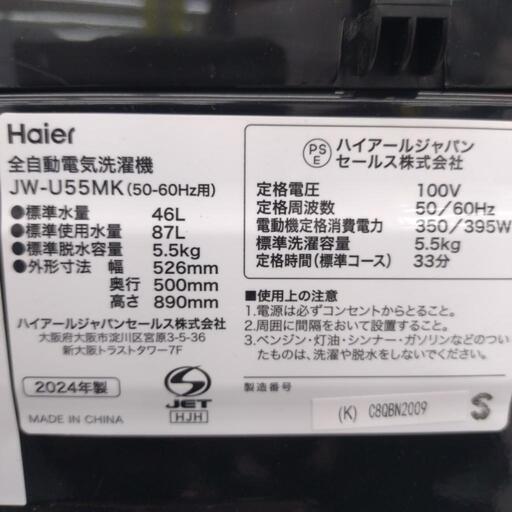 Haier
全自動電気洗濯機
JW-U55MK(50-60Hz用)
●標準水量 46L
●標準使用水量 87L
●標準脱水容量 5.5kg
●外形寸法 幅 526mm
奥行 500mm
高さ 890mm
ハイアールジャパンセールス株式会社
大阪府大阪市淀川区宮原3-5-36
新大阪トラストタワー7F
2024年製
MADE IN CHINA
S
JET
HJH
PS
E
ハイアールジャパン
セールス株式会社
定格電圧 100V
定格周波数 50/60Hz
電動機定格消費電力 350/395W
標準洗濯容量 5.5kg
定格時間(標準コース) 33分
■使用上の注意
1.電源は必ずコンセントからとること。
2.周囲に間隔をおいて設置すること。
3.ベンジン・灯油・シンナー・ガソリンなどのつい
たものは、洗濯や脱水をしないでください。
製造番号
(K) C8QBN2009
S